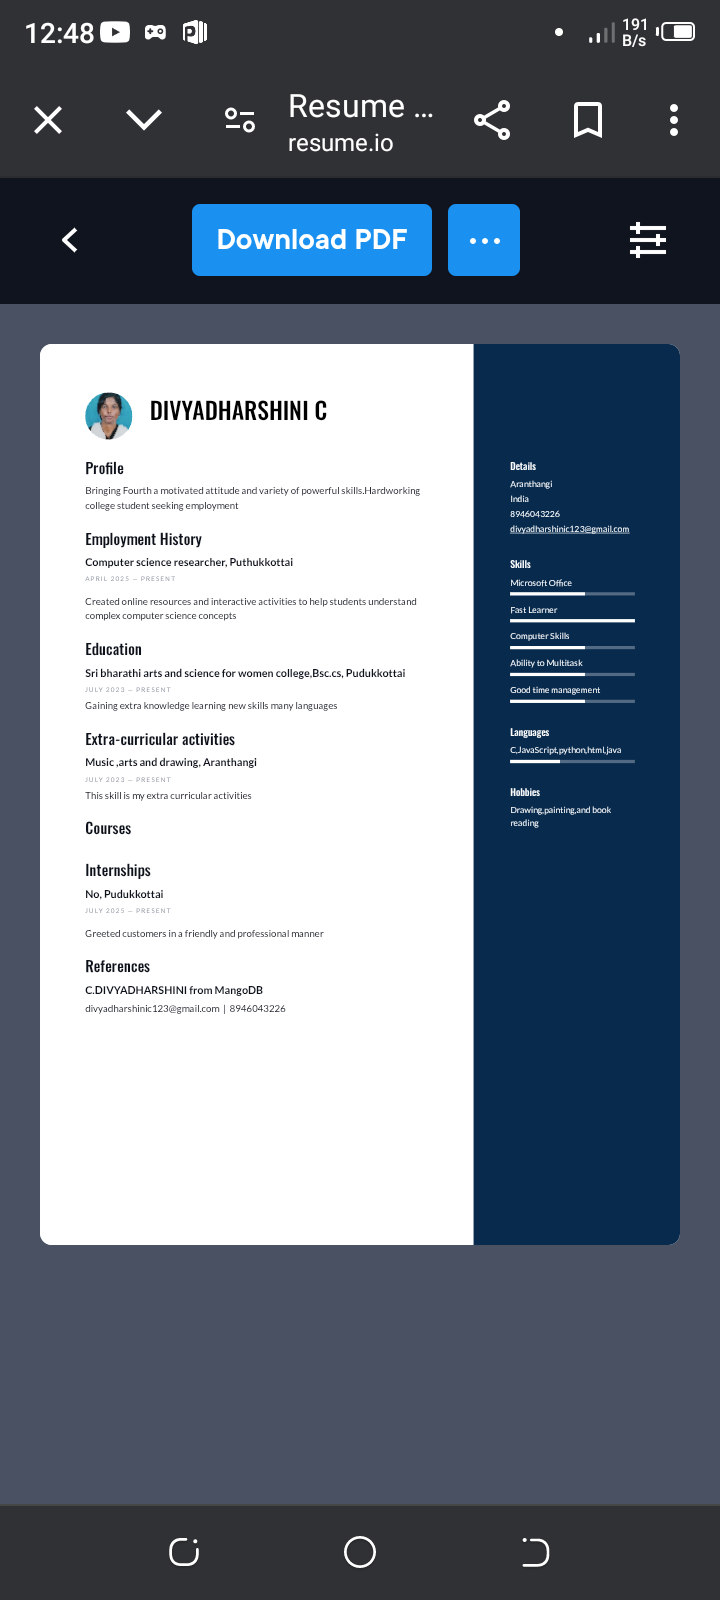 12:48
191
B/s
Resume ...
resume.io
Download PDF
DIVYADHARSHINI C
Profile
Bringing Fourth a motivated attitude and variety of powerful skills.Hardworking
college student seeking employment
Employment History
Computer science researcher, Puthukkottai
APRIL 2025 — PRESENT
Created online resources and interactive activities to help students understand
complex computer science concepts
Education
Sri bharathi arts and science for women college,Bsc.cs, Pudukkottai
JULY 2023 — PRESENT
Gaining extra knowledge learning new skills many languages
Extra-curricular activities
Music ,arts and drawing, Aranthangi
JULY 2023 — PRESENT
This skill is my extra curricular activities
Courses
Internships
No, Pudukkottai
JULY 2025 — PRESENT
Greeted customers in a friendly and professional manner
References
C.DIVYADHARSHINI from MangoDB
divyadharshinic123@gmail.com | 8946043226
Details
Aranthangi
India
8946043226
divyadharshinic123@gmail.com
Skills
Microsoft Office
Fast Learner
Computer Skills
Ability to Multitask
Good time management
Languages
C,JavaScript,python,html,java
Hobbies
Drawing,painting,and book
reading